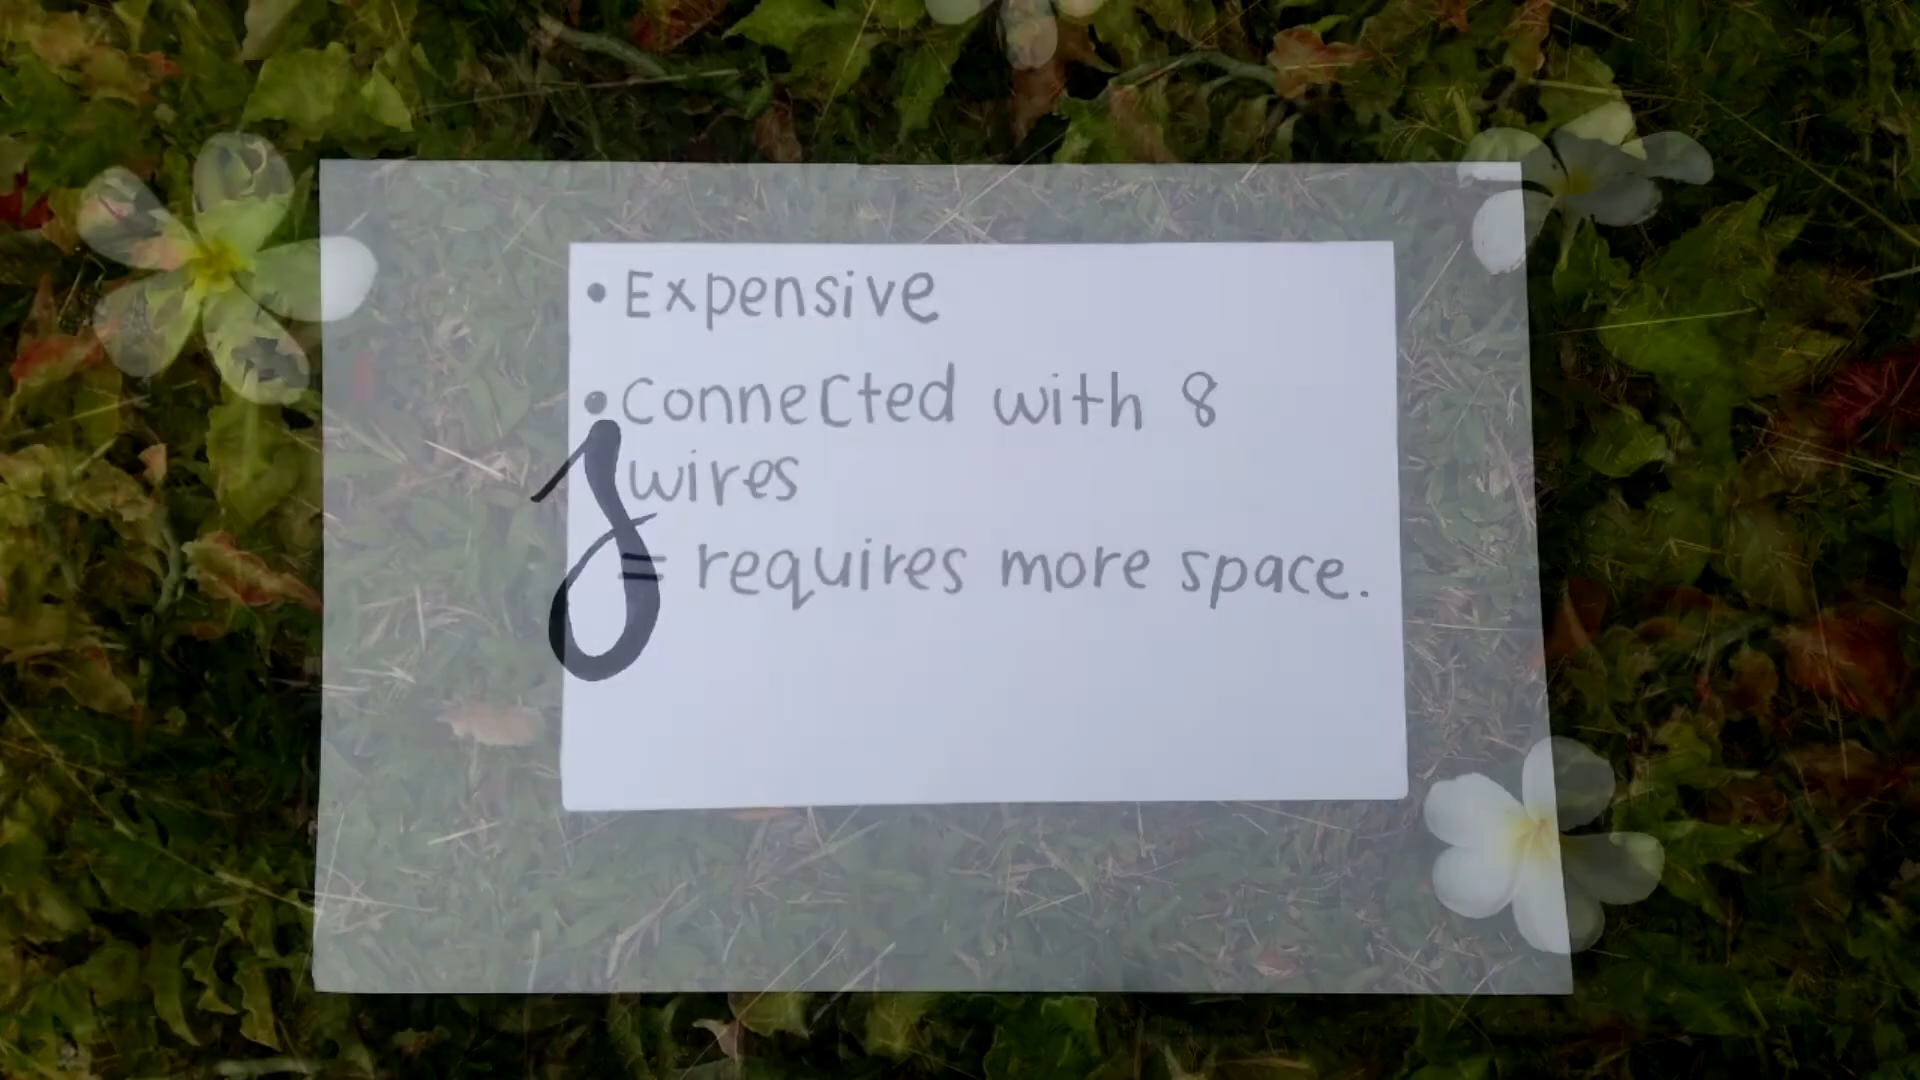 • Expensive
• Connected with 8
wires
= requires more space.